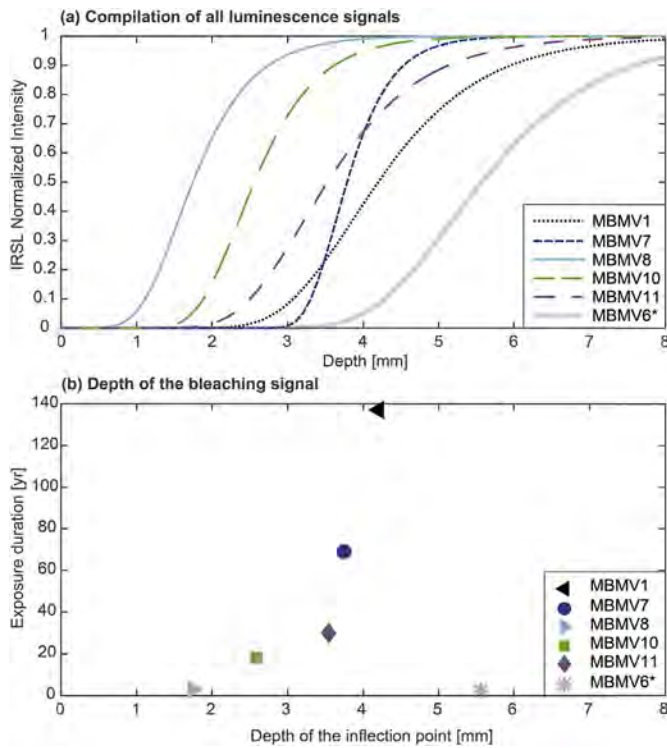 (a) Compilation of all luminescence signals
IRSL Normalized Intensity
1
0.9
0.8
0.7
0.6
0.5
0.4
0.3
0.2
0.1
0
MBMV1
MBMV7
MBMV8
MBMV10
MBMV11
MBMV6*
0 1 2 3 4 5 6 7 8
Depth [mm]
(b) Depth of the bleaching signal
Exposure duration [yr]
140
120
100
80
60
40
20
0
MBMV1
MBMV7
MBMV8
MBMV10
MBMV11
MBMV6*
0 1 2 3 4 5 6 7 8
Depth of the inflection point [mm]